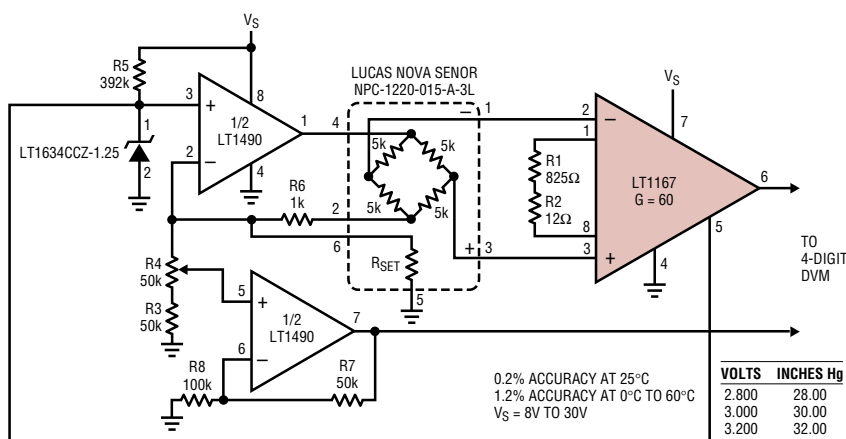 VS
R5
392k
LT1634CCZ-1.25
1
2
3
+
−
2
8
1/2
LT1490
4
1
LUCAS NOVA SENOR
NPC-1220-015-A-3L
4
− 1
5k
5k
5k
5k
R6
1k
2
6
+ 3
RSET
5
VS
2
−
1
7
R1
825Ω
R2
12Ω
LT1167
G = 60
6
8
3
+
4
5
TO
4-DIGIT
DVM
R4
50k
R3
50k
5
+
1/2
LT1490
7
6
−
R8
100k
R7
50k
0.2% ACCURACY AT 25°C
1.2% ACCURACY AT 0°C TO 60°C
VS = 8V TO 30V
VOLTS INCHES Hg
2.800 28.00
3.000 30.00
3.200 32.00